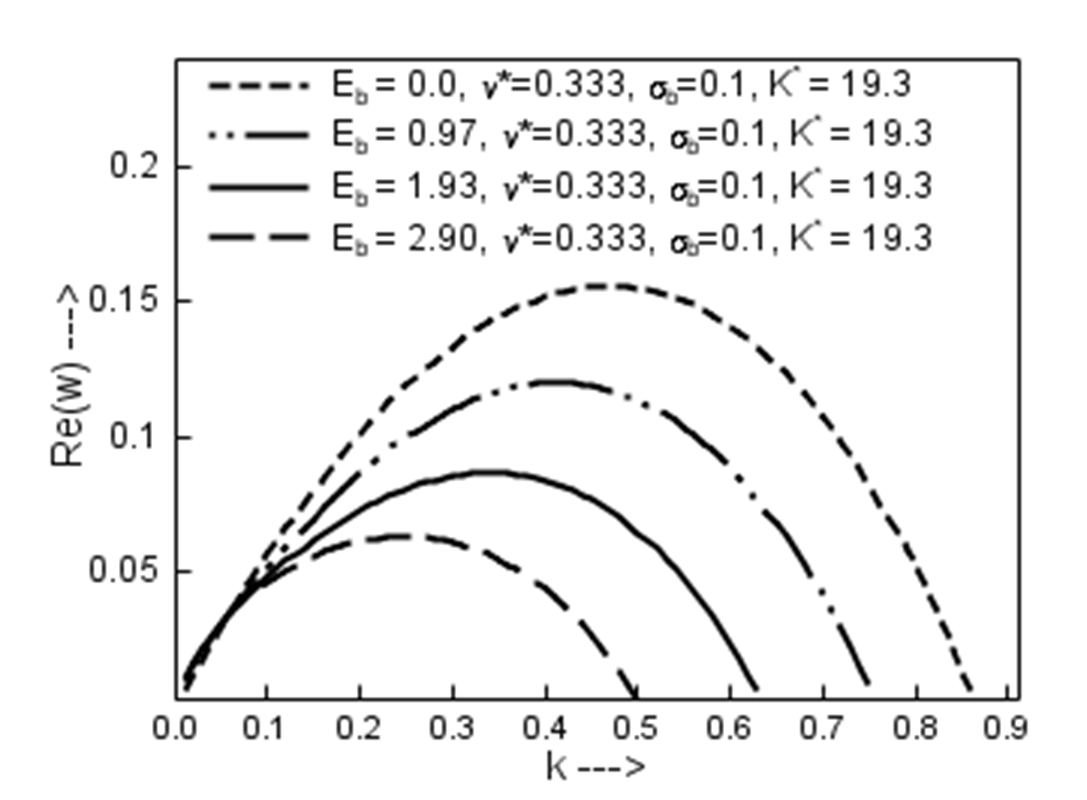 E_b = 0.0, ν*=0.333, σ_b=0.1, K^* = 19.3
E_b = 0.97, ν*=0.333, σ_b=0.1, K^* = 19.3
E_b = 1.93, ν*=0.333, σ_b=0.1, K^* = 19.3
E_b = 2.90, ν*=0.333, σ_b=0.1, K^* = 19.3
0.2
0.15
0.1
0.05
Re(w) ---->
0.0 0.1 0.2 0.3 0.4 0.5 0.6 0.7 0.8 0.9
k --->